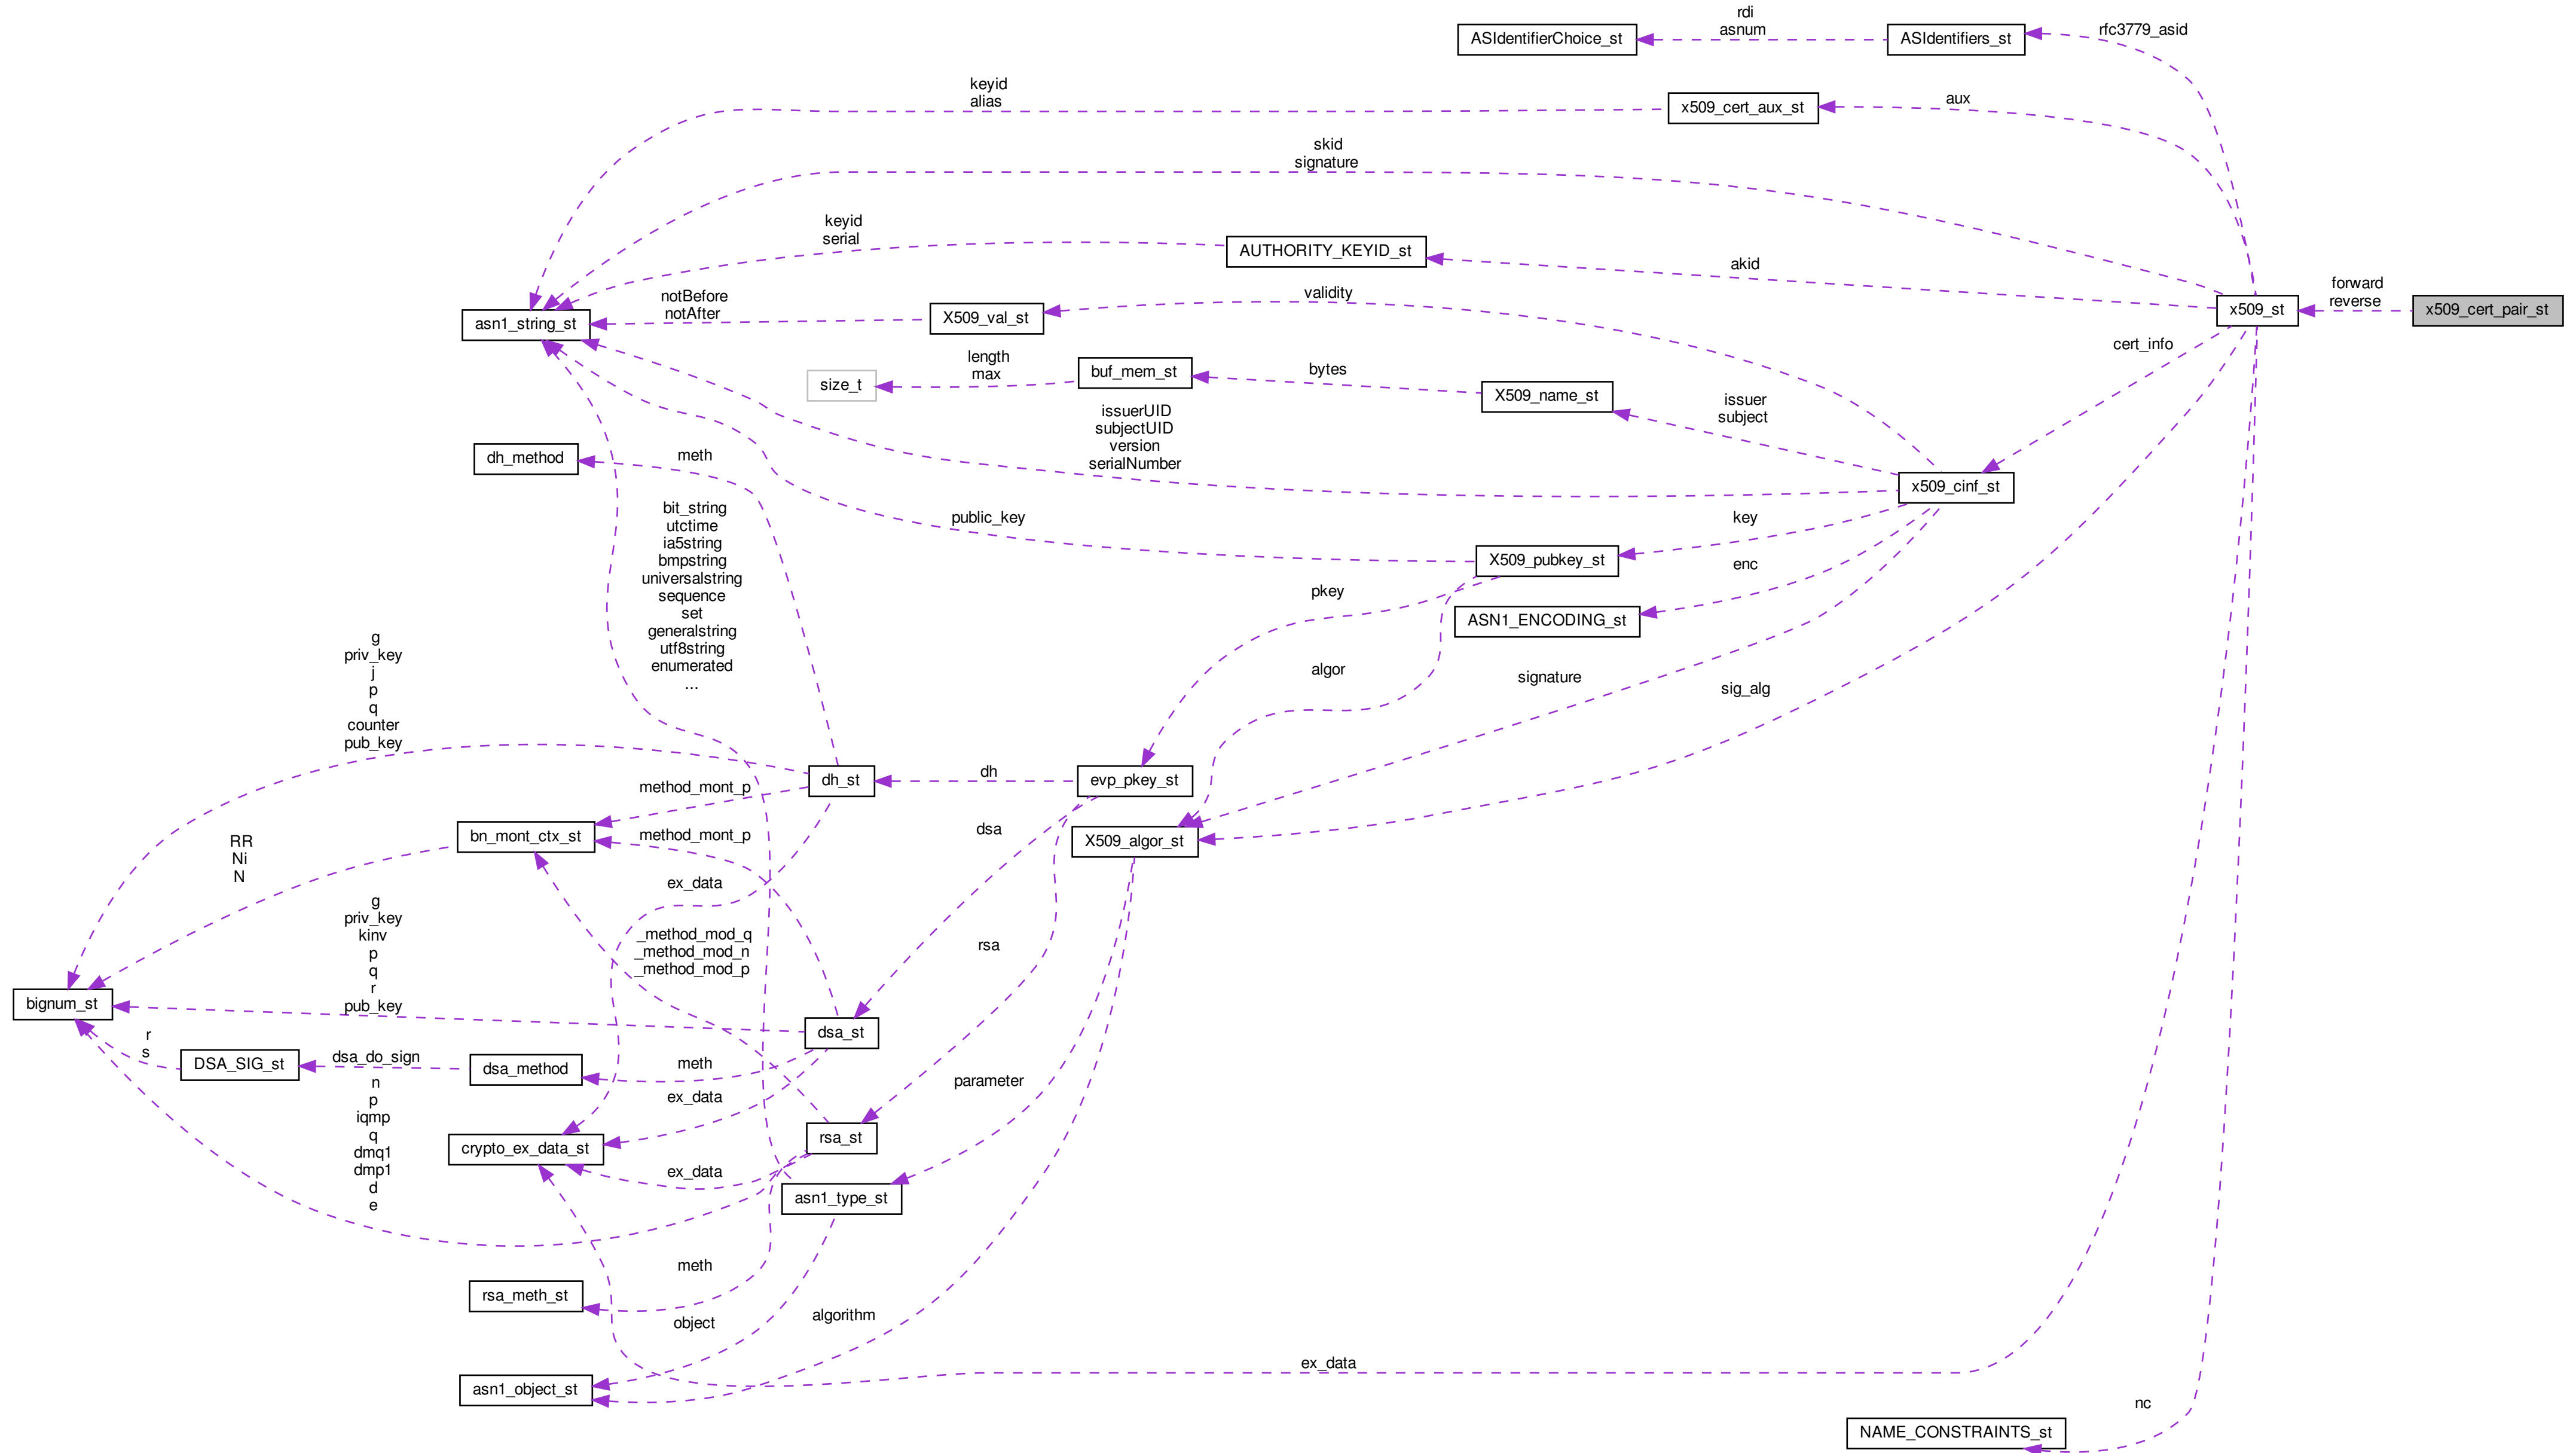 rdi
asnum
ASIdentifierChoice_st
ASIdentifiers_st
rfc3779_asid
keyid
alias
x509_cert_aux_st
aux
skid
signature
keyid
serial
AUTHORITY_KEYID_st
akid
forward
reverse
x509_st
x509_cert_pair_st
asn1_string_st
notBefore
notAfter
X509_val_st
validity
cert_info
size_t
length
max
buf_mem_st
bytes
X509_name_st
issuer
subject
issuerUID
subjectUID
version
serialNumber
dh_method
meth
x509_cinf_st
public_key
key
X509_pubkey_st
enc
pkey
ASN1_ENCODING_st
bit_string
utctime
ia5string
bmpstring
universalstring
sequence
set
generalstring
utf8string
enumerated
...
algor
signature
sig_alg
g
priv_key
j
p
q
counter
pub_key
dh_st
dh
evp_pkey_st
method_mont_p
bn_mont_ctx_st
method_mont_p
dsa
X509_algor_st
RR
Ni
N
ex_data
_method_mod_q
_method_mod_n
_method_mod_p
rsa
g
priv_key
kinv
p
q
r
pub_key
bignum_st
dsa_st
r
s
DSA_SIG_st
dsa_do_sign
dsa_method
meth
parameter
ex_data
n
p
iqmp
q
dmq1
dmp1
d
e
crypto_ex_data_st
rsa_st
ex_data
asn1_type_st
meth
rsa_meth_st
object
algorithm
asn1_object_st
ex_data
nc
NAME_CONSTRAINTS_st